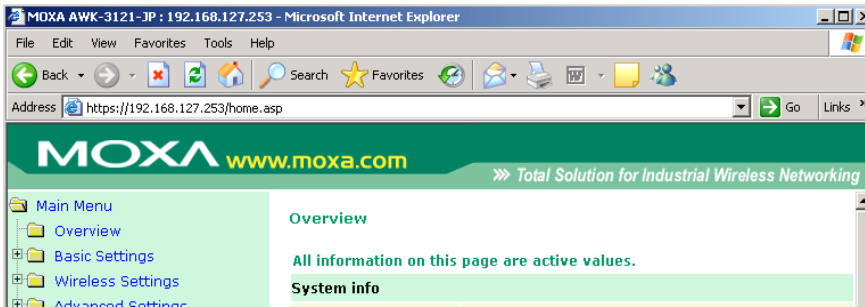 MOXA AWK-3121-JP : 192.168.127.253 - Microsoft Internet Explorer
File Edit View Favorites Tools Help
Back Search Favorites
Address https://192.168.127.253/home.asp Go Links »
MOXA www.moxa.com
Total Solution for Industrial Wireless Networking
Main Menu
Overview
Basic Settings
Wireless Settings
Advanced Settings
Overview
All information on this page are active values.
System info